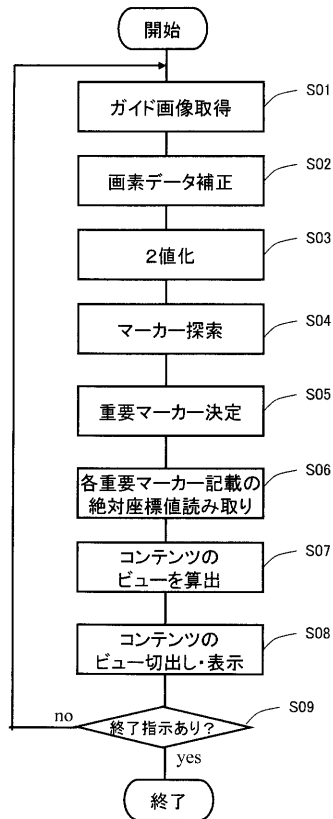 開始
S01
ガイド画像取得
S02
画素データ補正
S03
2値化
S04
マーカー探索
S05
重要マーカー決定
S06
各重要マーカー記載の
絶対座標値読み取り
S07
コンテンツの
ビューを算出
S08
コンテンツの
ビュー切出し・表示
S09
no
終了指示あり?
yes
終了